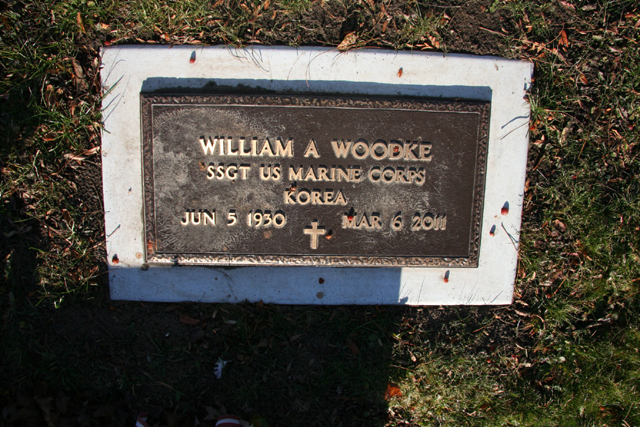 WILLIAM A WOODKE
SSGT US MARINE CORPS
KOREA
JUN 5 1930 MAR 6 2011